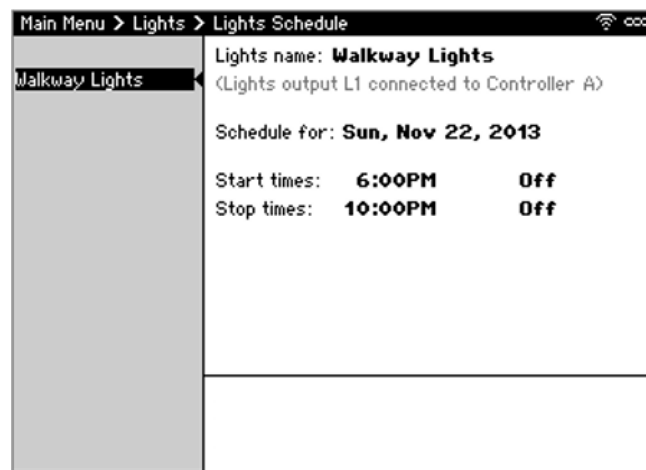 Main Menu > Lights > Lights Schedule
Walkway Lights
Lights name: Walkway Lights
(Lights output L1 connected to Controller A)
Schedule for: Sun, Nov 22, 2013
Start times: 6:00PM Off
Stop times: 10:00PM Off